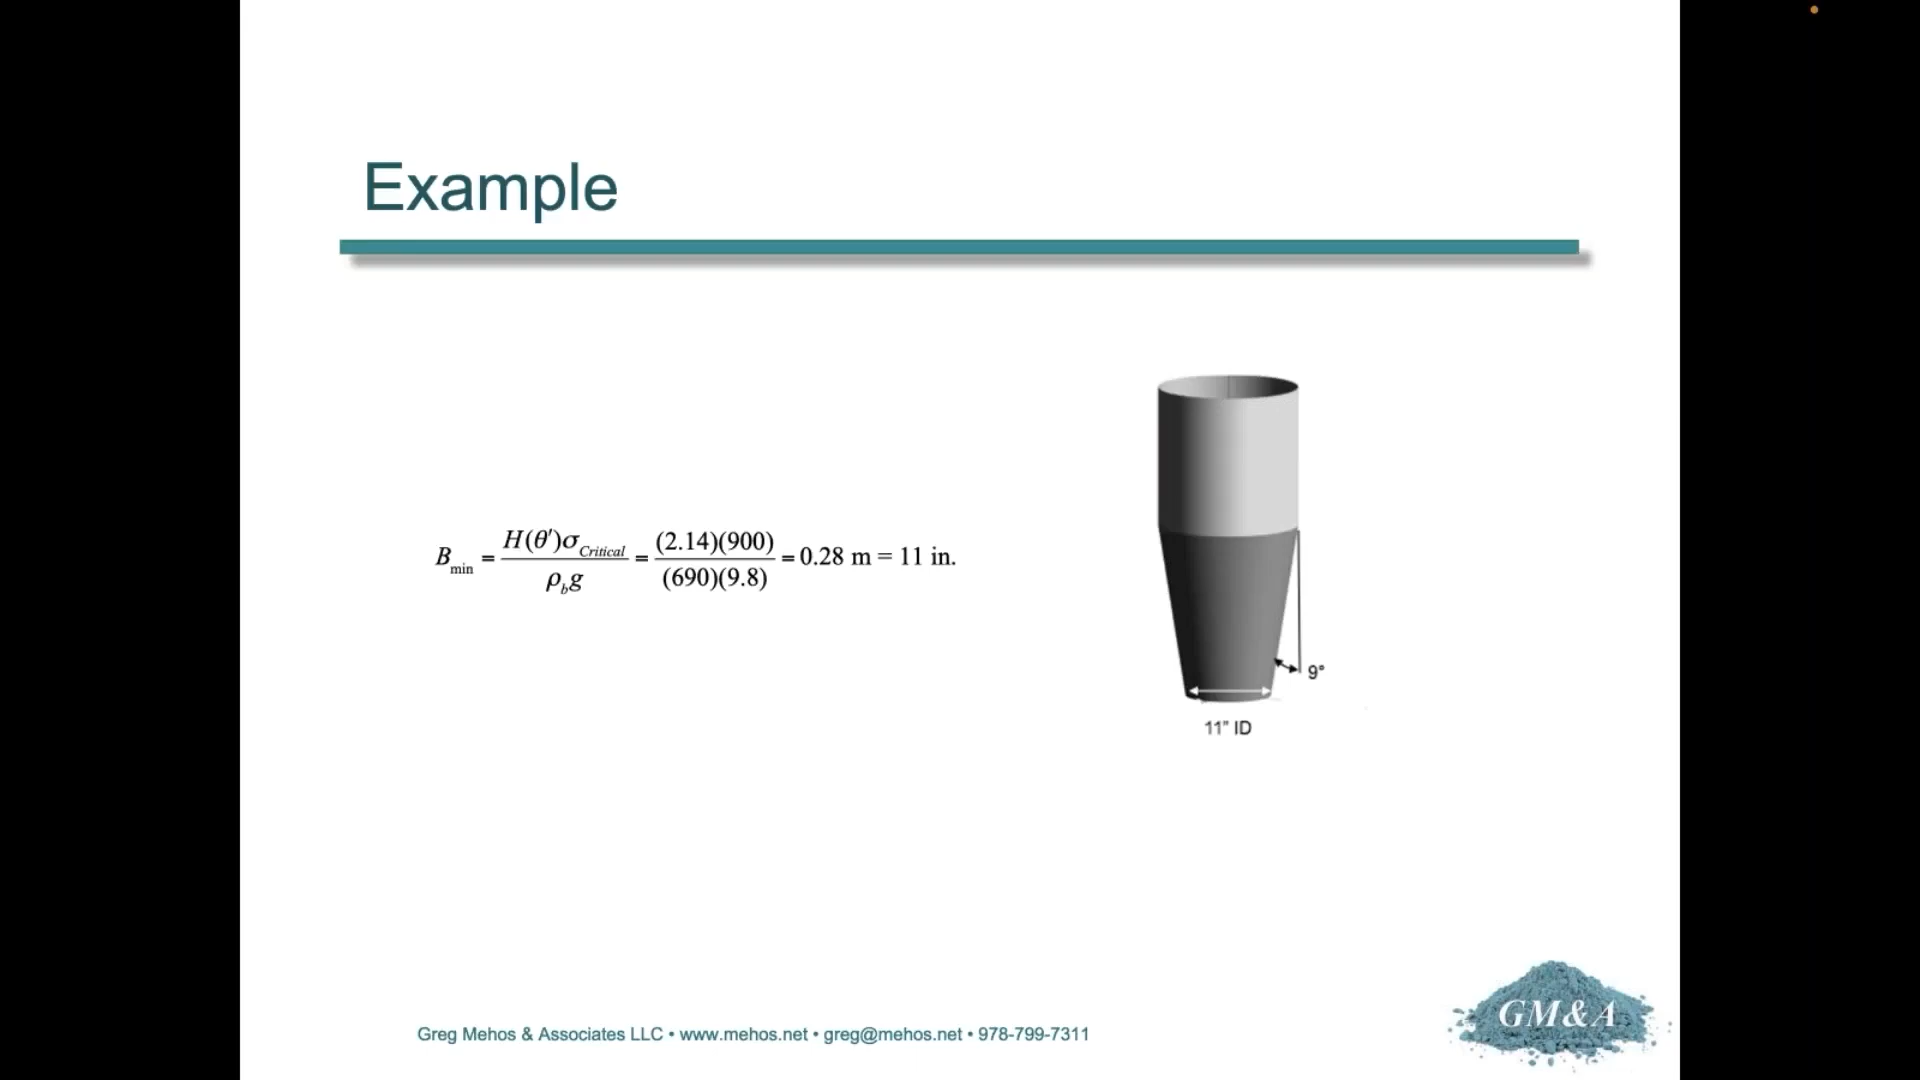 Example
B_min = H(θ′)σ_Critical / ρ_b g = (2.14)(900) / (690)(9.8) = 0.28 m = 11 in.
9°
11” ID
GM&A
Greg Mehos & Associates LLC • www.mehos.net • greg@mehos.net • 978-799-7311